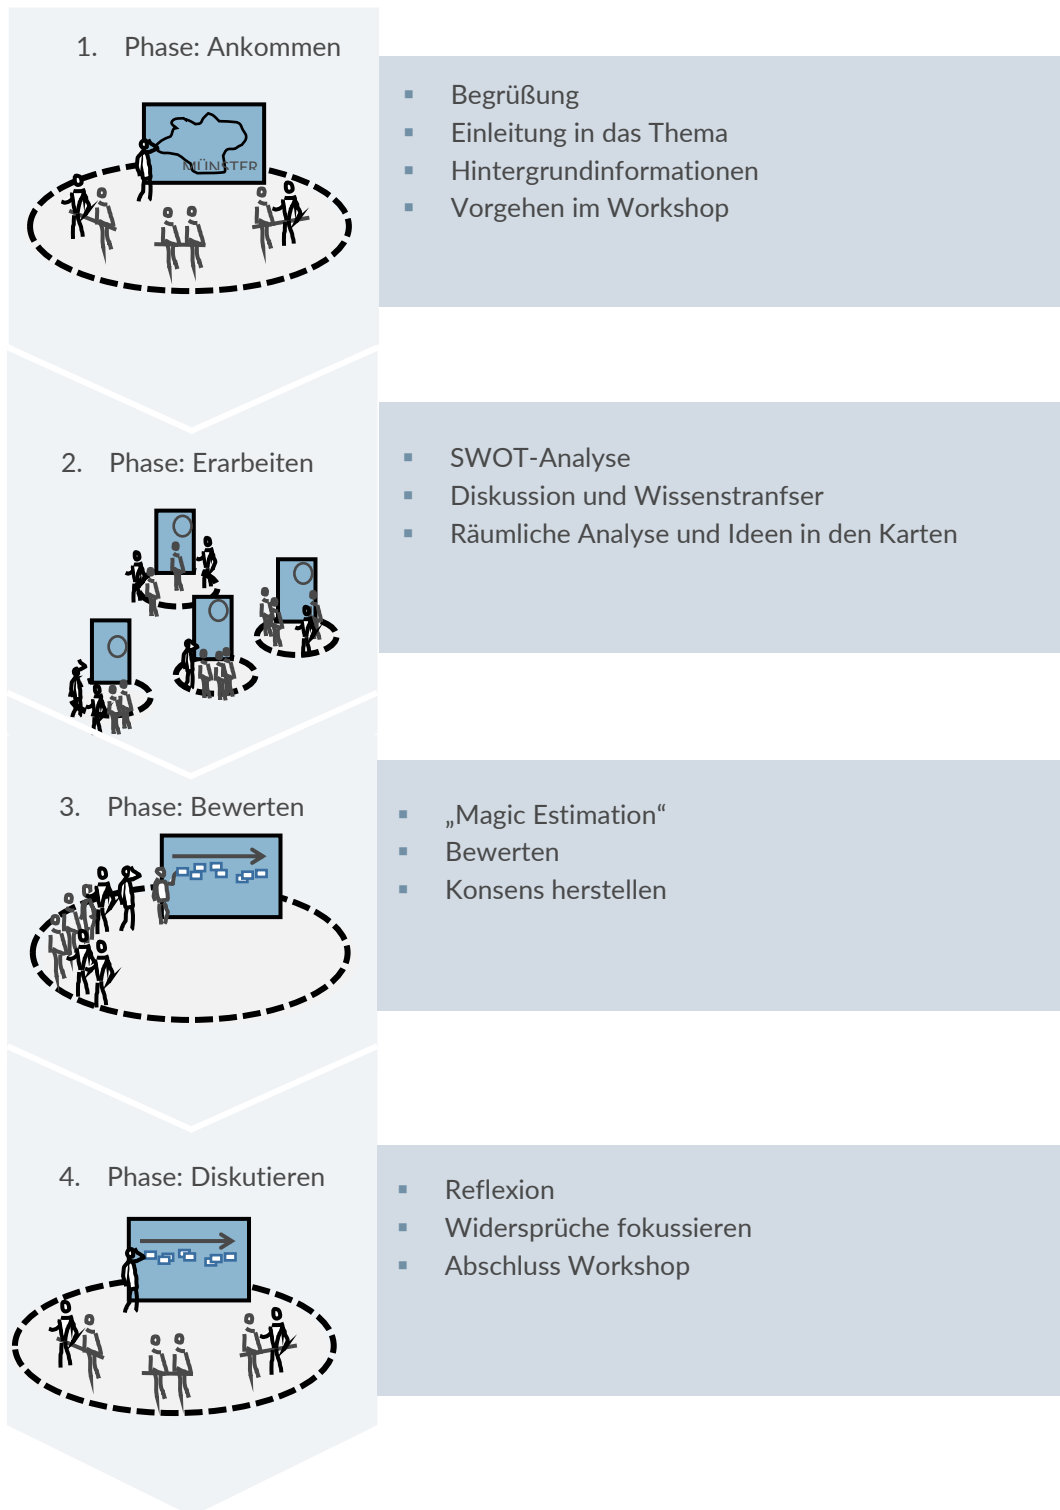 1. Phase: Ankommen
MÜNSTER
▪ Begrüßung
▪ Einleitung in das Thema
▪ Hintergrundinformationen
▪ Vorgehen im Workshop
2. Phase: Erarbeiten
▪ SWOT-Analyse
▪ Diskussion und Wissenstranfser
▪ Räumliche Analyse und Ideen in den Karten
3. Phase: Bewerten
▪ „Magic Estimation“
▪ Bewerten
▪ Konsens herstellen
4. Phase: Diskutieren
▪ Reflexion
▪ Widersprüche fokussieren
▪ Abschluss Workshop